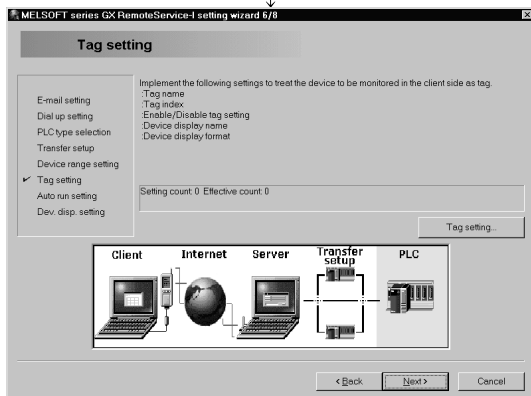 MELSOFT series GX RemoteService-I setting wizard 6/8
Tag setting
E-mail setting
Dial up setting
PLC type selection
Transfer setup
Device range setting
Tag setting
Auto run setting
Dev. disp. setting
Implement the following settings to treat the device to be monitored in the client side as tag.
:Tag name
:Tag index
:Enable/Disable tag setting
:Device display name
:Device display format
Setting count: 0 Effective count: 0
Tag setting...
Client Internet Server Transfer setup PLC
< Back Next > Cancel